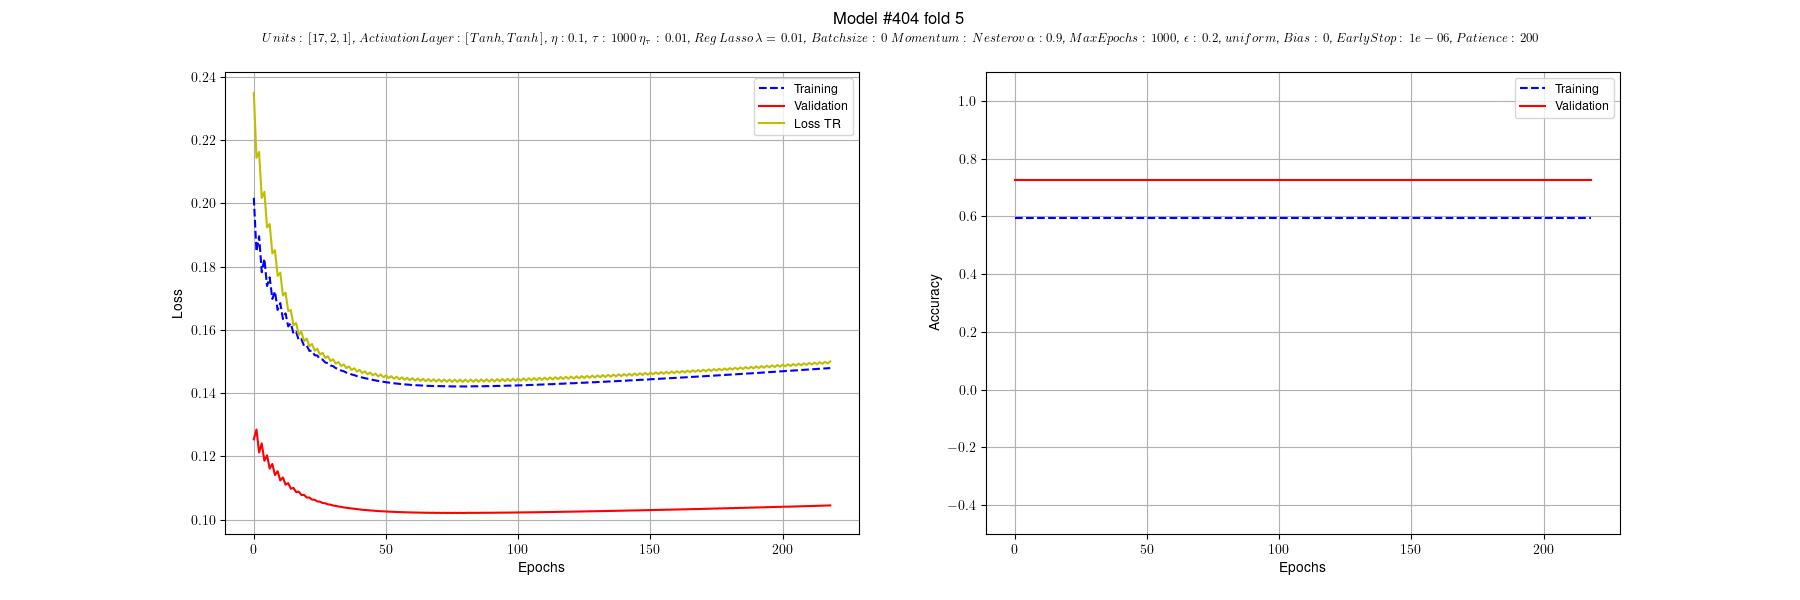 Model #404 fold 5
Units : [17, 2, 1], ActivationLayer : [Tanh, Tanh], η : 0.1, τ : 1000 η_τ : 0.01, Reg Lasso λ = 0.01, Batchsize : 0 Momentum : Nesterov α : 0.9, MaxEpochs : 1000, ϵ : 0.2, uniform, Bias : 0, EarlyStop : 1e − 06, Patience : 200
0.24
0.22
0.20
0.18
0.16
0.14
0.12
0.10
Loss
Training
Validation
Loss TR
0 50 100 150 200
Epochs
1.0
0.8
0.6
0.4
0.2
0.0
−0.2
−0.4
Accuracy
Training
Validation
0 50 100 150 200
Epochs